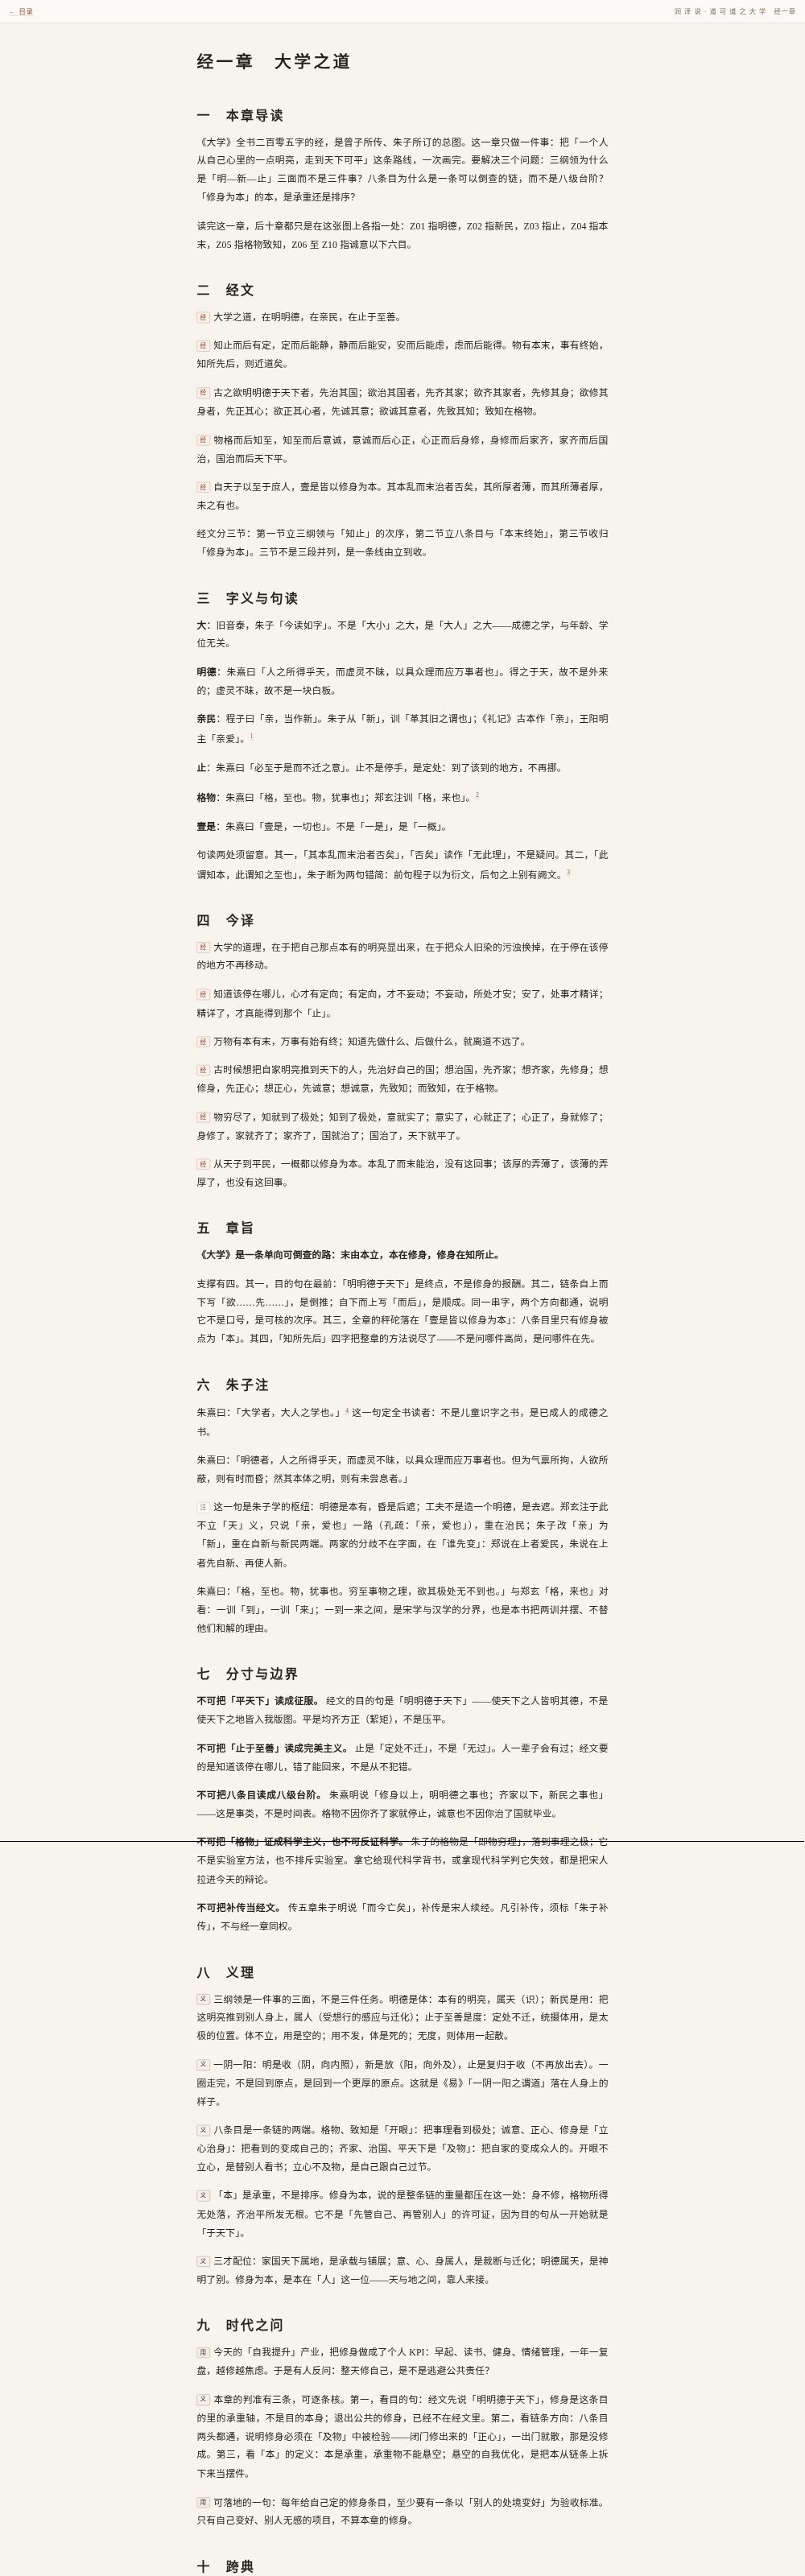 ← 目录
润泽说·道可道之大学 经一章
经一章 大学之道
一 本章导读
《大学》全书二百零五字的经，是曾子所传、朱子所订的总图。这一章只做一件事：把「一个人
从自己心里的一点明亮，走到天下可平」这条路线，一次画完。要解决三个问题：三纲领为什么
是「明—新—止」三面而不是三件事？八条目为什么是一条可以倒查的链，而不是八级台阶？
「修身为本」的本，是承重还是排序？
读完这一章，后十章都只是在这张图上各指一处：Z01 指明德，Z02 指新民，Z03 指止，Z04 指本
末，Z05 指格物致知，Z06 至 Z10 指诚意以下六目。
二 经文
经 大学之道，在明明德，在亲民，在止于至善。
经 知止而后有定，定而后能静，静而后能安，安而后能虑，虑而后能得。物有本末，事有终始，
知所先后，则近道矣。
经 古之欲明明德于天下者，先治其国；欲治其国者，先齐其家；欲齐其家者，先修其身；欲修其
身者，先正其心；欲正其心者，先诚其意；欲诚其意者，先致其知；致知在格物。
经 物格而后知至，知至而后意诚，意诚而后心正，心正而后身修，身修而后家齐，家齐而后国
治，国治而后天下平。
经 自天子以至于庶人，壹是皆以修身为本。其本乱而末治者否矣，其所厚者薄，而其所薄者厚，
未之有也。
经文分三节：第一节立三纲领与「知止」的次序，第二节立八条目与「本末终始」，第三节收归
「修身为本」。三节不是三段并列，是一条线由立到收。
三 字义与句读
大：旧音泰，朱子「今读如字」。不是「大小」之大，是「大人」之大——成德之学，与年龄、学
位无关。
明德：朱熹曰「人之所得乎天，而虚灵不昧，以具众理而应万事者也」。得之于天，故不是外来
的；虚灵不昧，故不是一块白板。
亲民：程子曰「亲，当作新」。朱子从「新」，训「革其旧之谓也」；《礼记》古本作「亲」，王阳明
主「亲爱」。1
止：朱熹曰「必至于是而不迁之意」。止不是停手，是定处：到了该到的地方，不再挪。
格物：朱熹曰「格，至也。物，犹事也」；郑玄注训「格，来也」。2
壹是：朱熹曰「壹是，一切也」。不是「一是」，是「一概」。
句读两处须留意。其一，「其本乱而末治者否矣」，「否矣」读作「无此理」，不是疑问。其二，「此
谓知本，此谓知之至也」，朱子断为两句错简：前句程子以为衍文，后句之上别有阙文。3
四 今译
经 大学的道理，在于把自己那点本有的明亮显出来，在于把众人旧染的污浊换掉，在于停在该停
的地方不再移动。
经 知道该停在哪儿，心才有定向；有定向，才不妄动；不妄动，所处才安；安了，处事才精详；
精详了，才真能得到那个「止」。
经 万物有本有末，万事有始有终；知道先做什么、后做什么，就离道不远了。
经 古时候想把自家明亮推到天下的人，先治好自己的国；想治国，先齐家；想齐家，先修身；想
修身，先正心；想正心，先诚意；想诚意，先致知；而致知，在于格物。
经 物穷尽了，知就到了极处；知到了极处，意就实了；意实了，心就正了；心正了，身就修了；
身修了，家就齐了；家齐了，国就治了；国治了，天下就平了。
经 从天子到平民，一概都以修身为本。本乱了而末能治，没有这回事；该厚的弄薄了，该薄的弄
厚了，也没有这回事。
五 章旨
《大学》是一条单向可倒查的路：末由本立，本在修身，修身在知所止。
支撑有四。其一，目的句在最前：「明明德于天下」是终点，不是修身的报酬。其二，链条自上而
下写「欲……先……」，是倒推；自下而上写「而后」，是顺成。同一串字，两个方向都通，说明
它不是口号，是可核的次序。其三，全章的秤砣落在「壹是皆以修身为本」：八条目里只有修身被
点为「本」。其四，「知所先后」四字把整章的方法说尽了——不是问哪件高尚，是问哪件在先。
六 朱子注
朱熹曰：「大学者，大人之学也。」4 这一句定全书读者：不是儿童识字之书，是已成人的成德之
书。
朱熹曰：「明德者，人之所得乎天，而虚灵不昧，以具众理而应万事者也。但为气禀所拘，人欲所
蔽，则有时而昏；然其本体之明，则有未尝息者。」
注 这一句是朱子学的枢纽：明德是本有，昏是后遮；工夫不是造一个明德，是去遮。郑玄注于此
不立「天」义，只说「亲，爱也」一路（孔疏：「亲，爱也」），重在治民；朱子改「亲」为
「新」，重在自新与新民两端。两家的分歧不在字面，在「谁先变」：郑说在上者爱民，朱说在上
者先自新、再使人新。
朱熹曰：「格，至也。物，犹事也。穷至事物之理，欲其极处无不到也。」与郑玄「格，来也」对
看：一训「到」，一训「来」；一到一来之间，是宋学与汉学的分界，也是本书把两训并摆、不替
他们和解的理由。
七 分寸与边界
不可把「平天下」读成征服。 经文的目的句是「明明德于天下」——使天下之人皆明其德，不是
使天下之地皆入我版图。平是均齐方正（絜矩），不是压平。
不可把「止于至善」读成完美主义。 止是「定处不迁」，不是「无过」。人一辈子会有过；经文要
的是知道该停在哪儿，错了能回来，不是从不犯错。
不可把八条目读成八级台阶。 朱熹明说「修身以上，明明德之事也；齐家以下，新民之事也」
——这是事类，不是时间表。格物不因你齐了家就停止，诚意也不因你治了国就毕业。
不可把「格物」证成科学主义，也不可反证科学。 朱子的格物是「即物穷理」，落到事理之极；它
不是实验室方法，也不排斥实验室。拿它给现代科学背书，或拿现代科学判它失效，都是把宋人
拉进今天的辩论。
不可把补传当经文。 传五章朱子明说「而今亡矣」，补传是宋人续经。凡引补传，须标「朱子补
传」，不与经一章同权。
八 义理
义 三纲领是一件事的三面，不是三件任务。明德是体：本有的明亮，属天（识）；新民是用：把
这明亮推到别人身上，属人（受想行的感应与迁化）；止于至善是度：定处不迁，统摄体用，是太
极的位置。体不立，用是空的；用不发，体是死的；无度，则体用一起散。
义 一阴一阳：明是收（阴，向内照），新是放（阳，向外及），止是复归于收（不再放出去）。一
圈走完，不是回到原点，是回到一个更厚的原点。这就是《易》「一阴一阳之谓道」落在人身上的
样子。
义 八条目是一条链的两端。格物、致知是「开眼」：把事理看到极处；诚意、正心、修身是「立
心治身」：把看到的变成自己的；齐家、治国、平天下是「及物」：把自家的变成众人的。开眼不
立心，是替别人看书；立心不及物，是自己跟自己过节。
义 「本」是承重，不是排序。修身为本，说的是整条链的重量都压在这一处：身不修，格物所得
无处落，齐治平所发无根。它不是「先管自己、再管别人」的许可证，因为目的句从一开始就是
「于天下」。
义 三才配位：家国天下属地，是承载与铺展；意、心、身属人，是裁断与迁化；明德属天，是神
明了别。修身为本，是本在「人」这一位——天与地之间，靠人来接。
九 时代之问
用 今天的「自我提升」产业，把修身做成了个人 KPI：早起、读书、健身、情绪管理，一年一复
盘，越修越焦虑。于是有人反问：整天修自己，是不是逃避公共责任？
义 本章的判准有三条，可逐条核。第一，看目的句：经文先说「明明德于天下」，修身是这条目
的里的承重轴，不是目的本身；退出公共的修身，已经不在经文里。第二，看链条方向：八条目
两头都通，说明修身必须在「及物」中被检验——闭门修出来的「正心」，一出门就散，那是没修
成。第三，看「本」的定义：本是承重，承重物不能悬空；悬空的自我优化，是把本从链条上拆
下来当摆件。
用 可落地的一句：每年给自己定的修身条目，至少要有一条以「别人的处境变好」为验收标准。
只有自己变好、别人无感的项目，不算本章的修身。
十 跨典